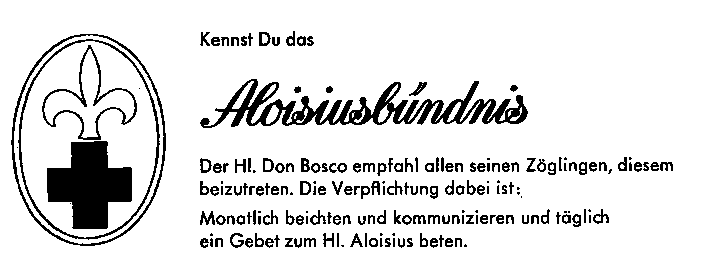 Kennst Du das
Aloisiusbündnis
Der Hl. Don Bosco empfahl allen seinen Zöglingen, diesem
beizutreten. Die Verpflichtung dabei ist:
Monatlich beichten und kommunizieren und täglich
ein Gebet zum Hl. Aloisius beten.